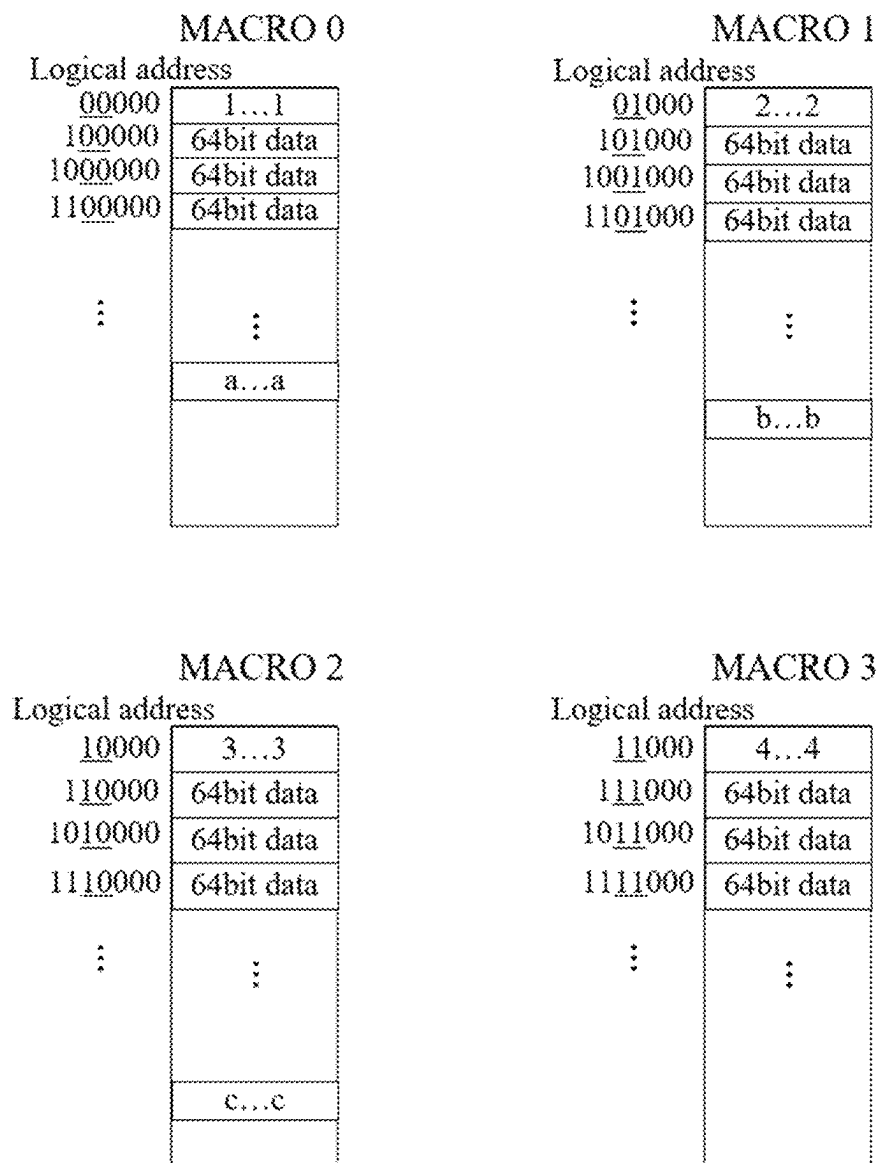 MACRO 0
Logical address
00000 1...1
100000 64bit data
1000000 64bit data
1100000 64bit data
⋮ ⋮
a...a
MACRO 1
Logical address
01000 2...2
101000 64bit data
1001000 64bit data
1101000 64bit data
⋮ ⋮
b...b
MACRO 2
Logical address
10000 3...3
110000 64bit data
1010000 64bit data
1110000 64bit data
⋮ ⋮
c...c
MACRO 3
Logical address
11000 4...4
111000 64bit data
1011000 64bit data
1111000 64bit data
⋮ ⋮